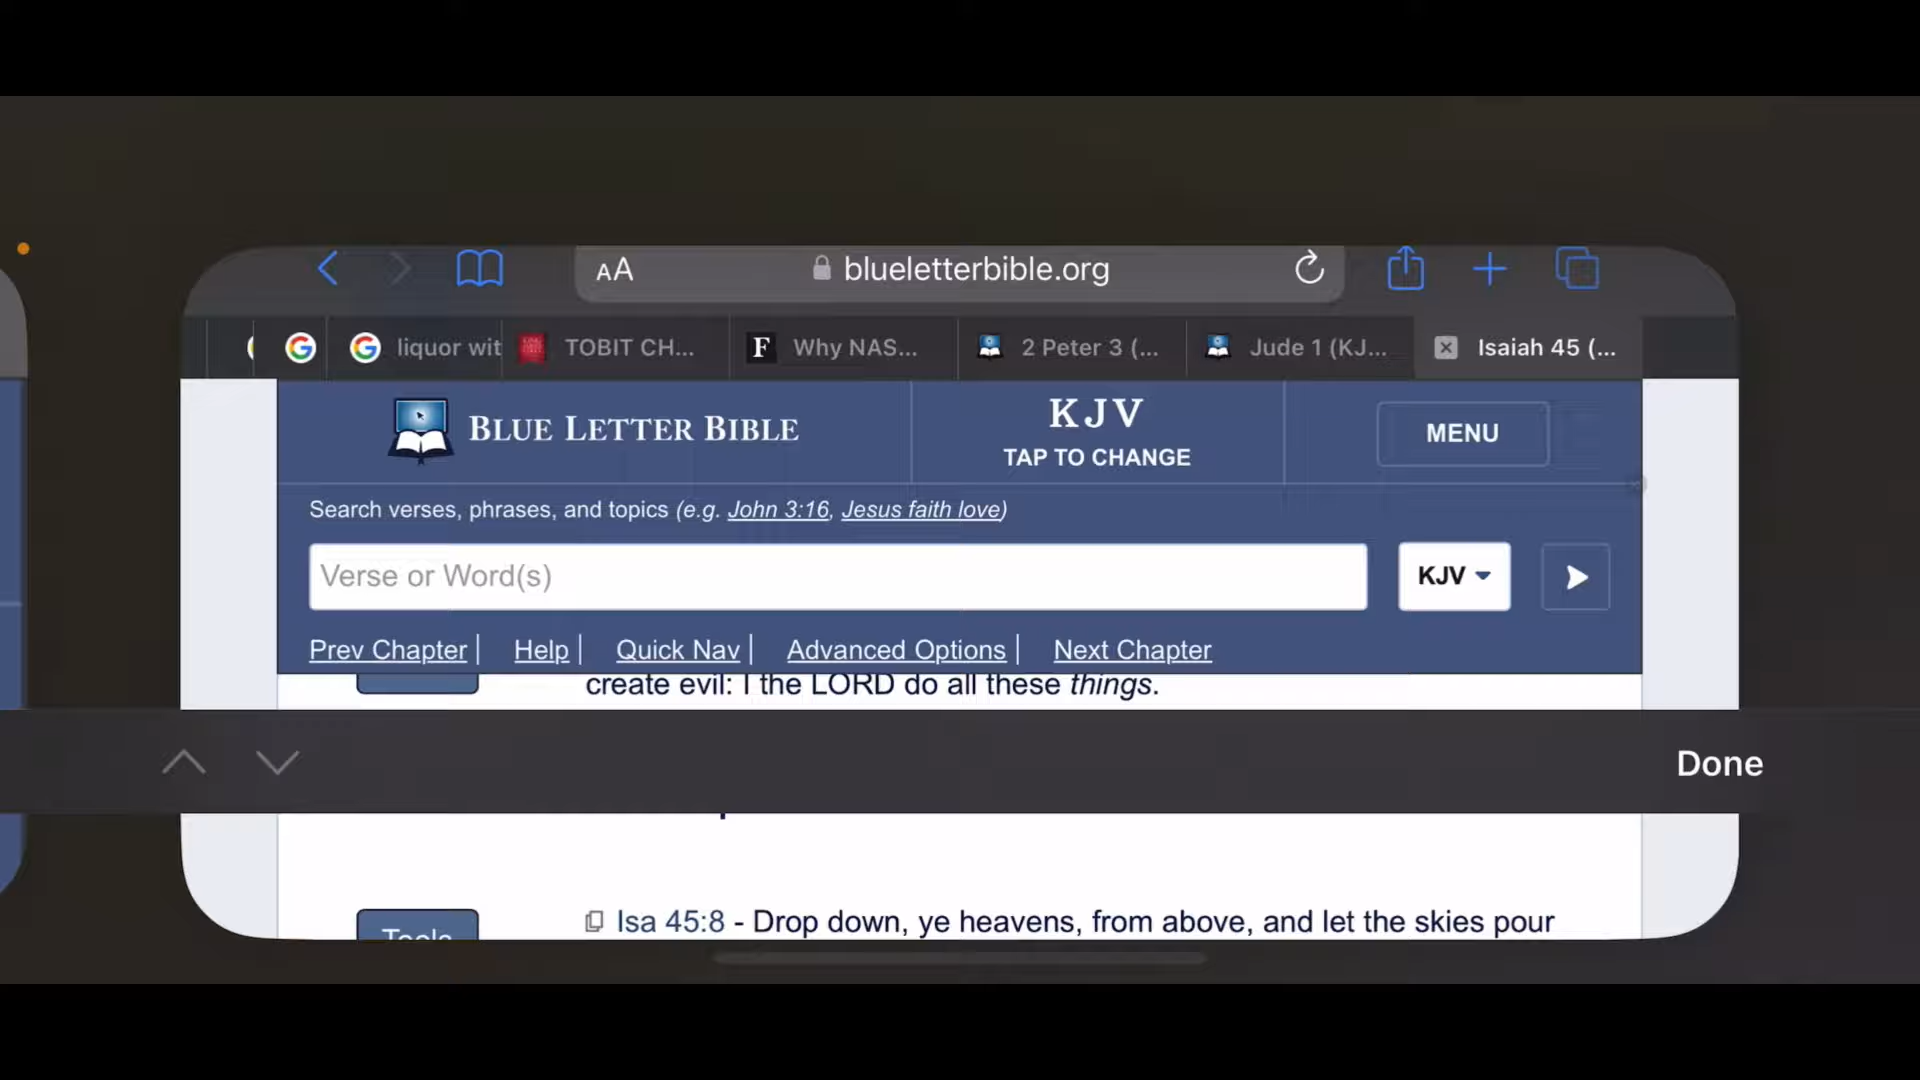 AA blueletterbible.org
liquor wit TOBIT CH... F Why NAS... 2 Peter 3 (... Jude 1 (KJ... Isaiah 45 (...
BLUE LETTER BIBLE
KJV
TAP TO CHANGE
MENU
Search verses, phrases, and topics (e.g. John 3:16, Jesus faith love)
Verse or Word(s)
KJV
Prev Chapter | Help | Quick Nav | Advanced Options | Next Chapter
create evil: I the LORD do all these things.
Done
Tools
Isa 45:8 - Drop down, ye heavens, from above, and let the skies pour